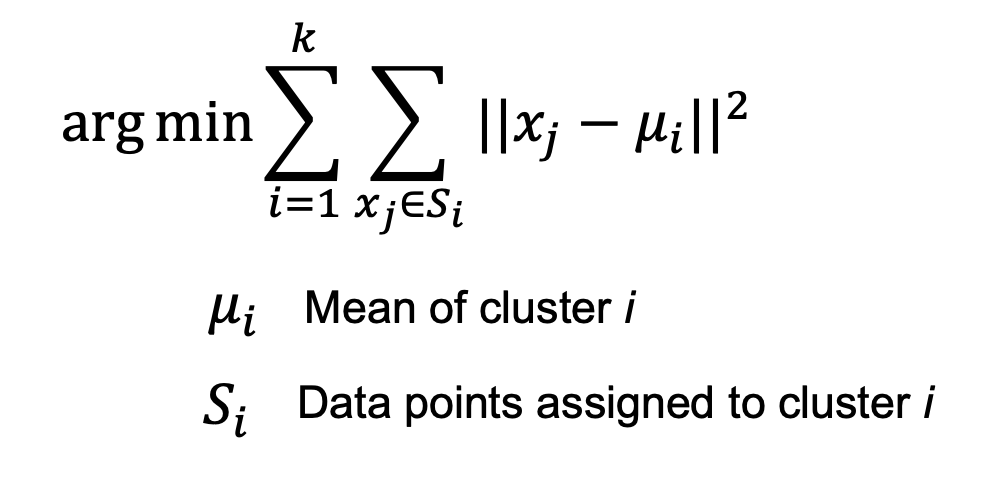 arg min ∑_{i=1}^{k} ∑_{x_j∈S_i} ||x_j − μ_i||²
μ_i Mean of cluster i
S_i Data points assigned to cluster i